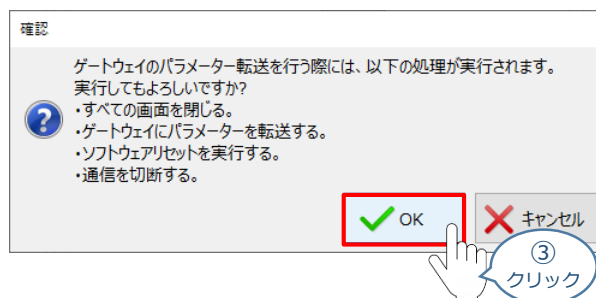 確認
ゲートウェイのパラメーター転送を行う際には、以下の処理が実行されます。
実行してもよろしいですか?
・すべての画面を閉じる。
・ゲートウェイにパラメーターを転送する。
・ソフトウェアリセットを実行する。
・通信を切断する。
OK
キャンセル
③
クリック